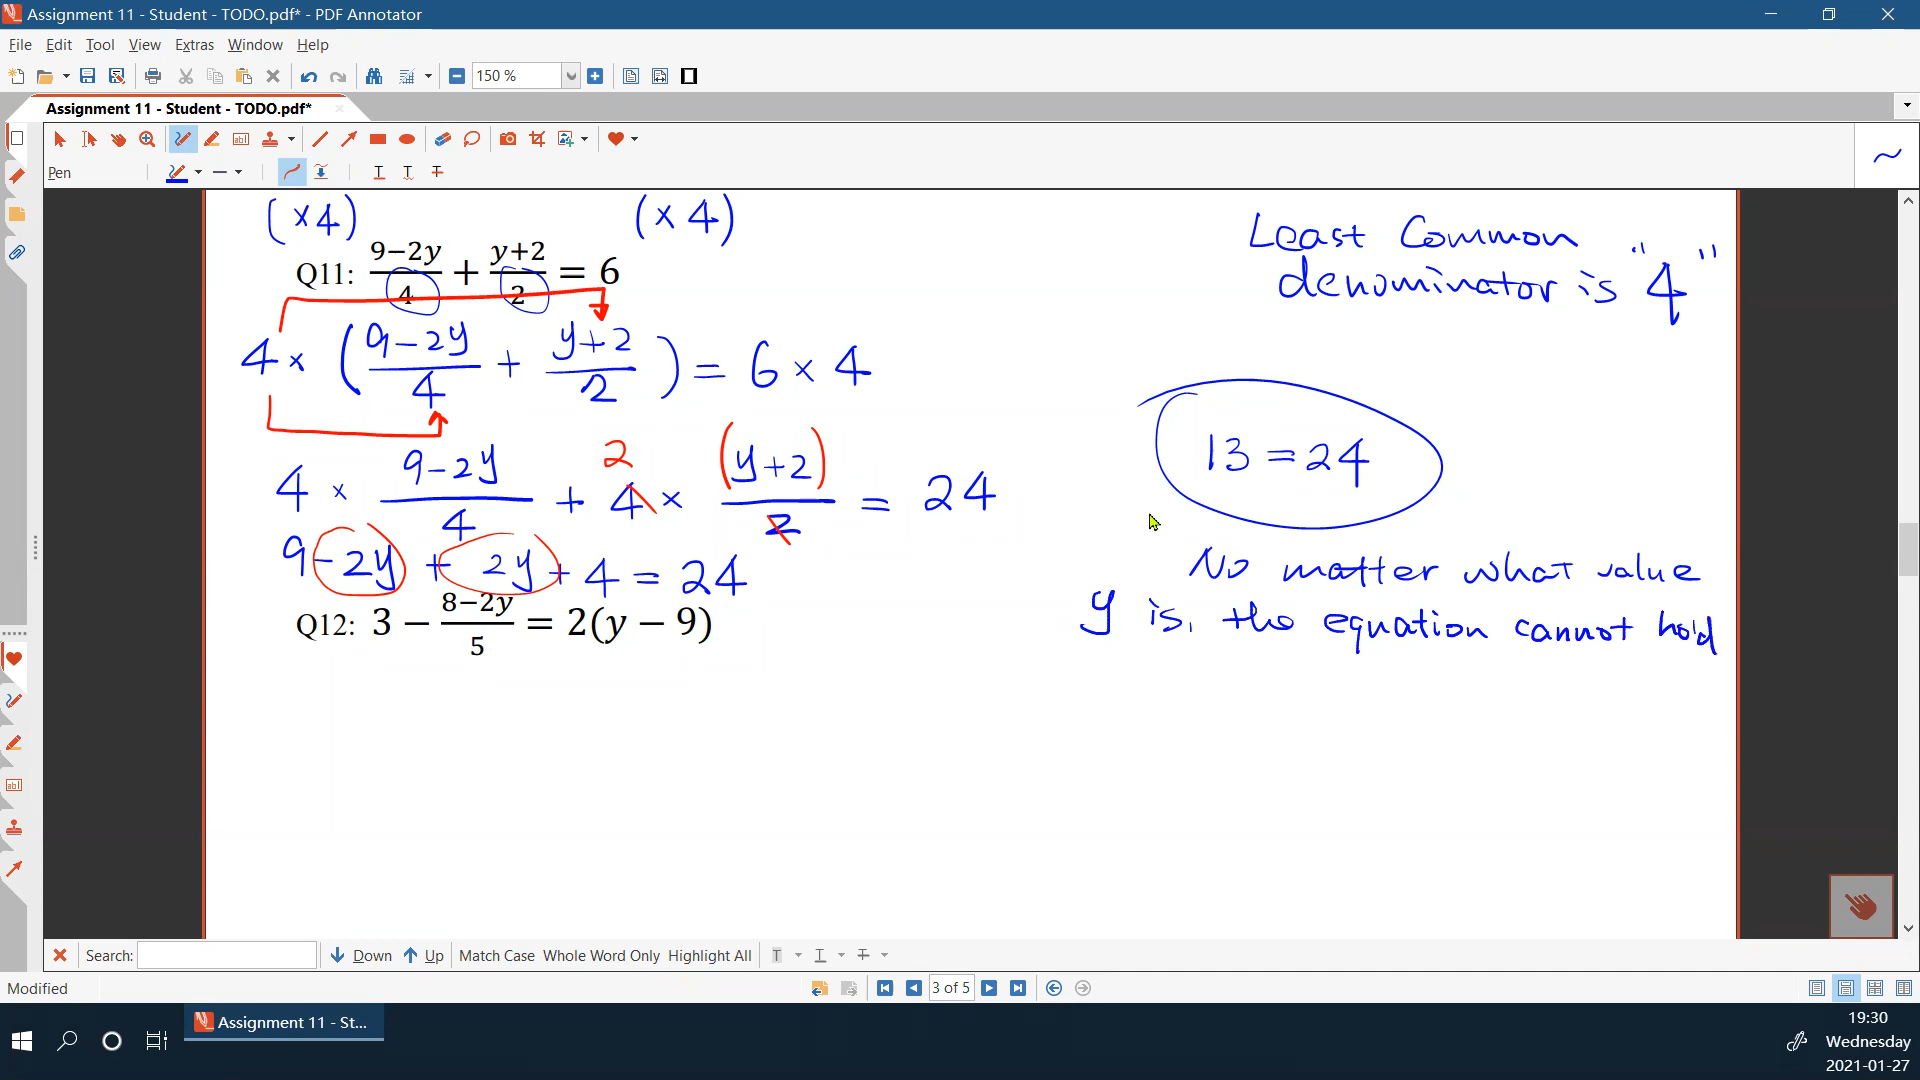 Assignment 11 - Student - TODO.pdf* - PDF Annotator
File Edit Tool View Extras Window Help
150 %
Assignment 11 - Student - TODO.pdf*
Pen
(×4) (×4)
Q11: (9−2y)/4 + (y+2)/2 = 6
Least Common
denominator is "4"
4 × ( (9−2y)/4 + (y+2)/2 ) = 6 × 4
13 = 24
2
4 × (9−2y)/4 + 4 × (y+2)/2 = 24
9−2y + 2y + 4 = 24
No matter what value
y is, the equation cannot hold
Q12: 3 − (8−2y)/5 = 2(y − 9)
Search: Down Up Match Case Whole Word Only Highlight All
Modified 3 of 5
Assignment 11 - St...
19:30
Wednesday
2021-01-27